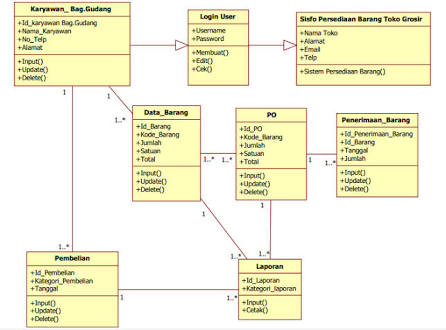 Karyawan_ Bag.Gudang
+Id_karyawan Bag.Gudang
+Nama_Karyawan
+No_Telp
+Alamat
+Input()
+Update()
+Delete()
Login User
+Username
+Password
+Membuat()
+Edit()
+Cek()
Sisfo Persediaan Barang Toko Grosir
+Nama Toko
+Alamat
+Email
+Telp
+Sistem Persediaan Barang()
1
1
1..*
Data_Barang
+Id_Barang
+Kode_Barang
+Jumlah
+Satuan
+Total
+Input()
+Update()
+Delete()
1..*
1..*
PO
+Id_PO
+Kode_Barang
+Jumlah
+Satuan
+Total
+Input()
+Update()
+Delete()
1
1..*
Penerimaan_Barang
+Id_Penerimaan_Barang
+Id_Barang
+Tanggal
+Jumlah
+Input()
+Update()
+Delete()
1
1
1..*
1..*
1..*
Pembelian
+Id_Pembelian
+Kategori_Pembelian
+Tanggal
+Input()
+Update()
+Delete()
1
1..*
Laporan
+Id_Laporan
+Kategori_laporan
+Input()
+Cetak()